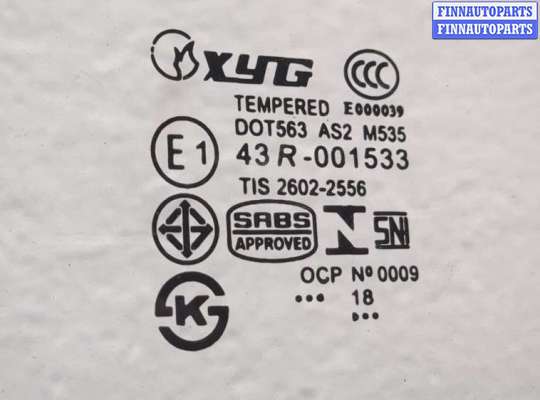 FINNAUTOPARTS
FINNAUTOPARTS
XYG CCC
TEMPERED E000039
DOT563 AS2 M535
E1 43R-001533
TIS 2602-2556
SABS
APPROVED
N SNI
OCP Nº 0009
K
••• 18
•••